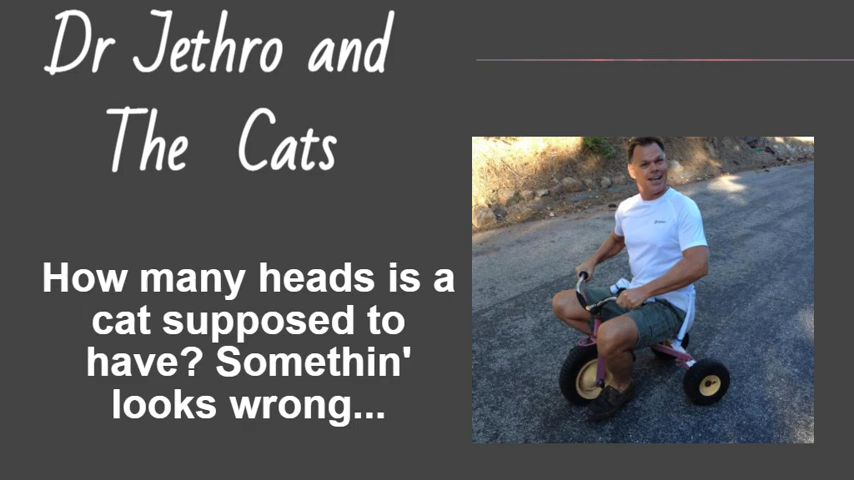 Dr Jethro and
The Cats
How many heads is a
cat supposed to
have? Somethin'
looks wrong...